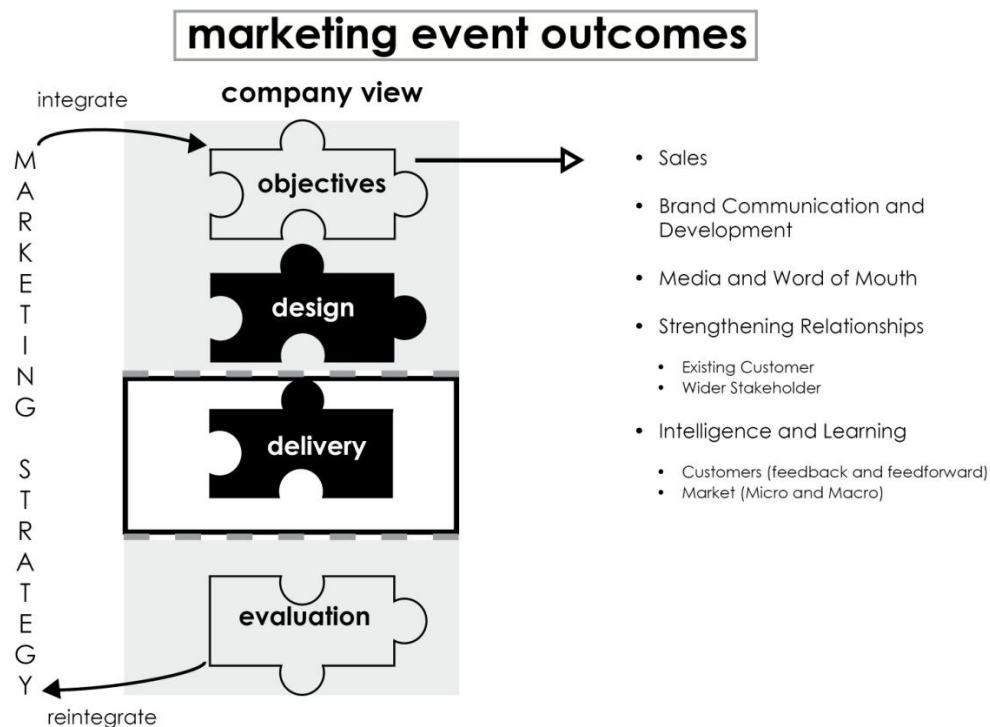 marketing event outcomes
company view
integrate
MARKETING STRATEGY
objectives
design
delivery
evaluation
reintegrate
• Sales
• Brand Communication and
Development
• Media and Word of Mouth
• Strengthening Relationships
• Existing Customer
• Wider Stakeholder
• Intelligence and Learning
• Customers (feedback and feedforward)
• Market (Micro and Macro)